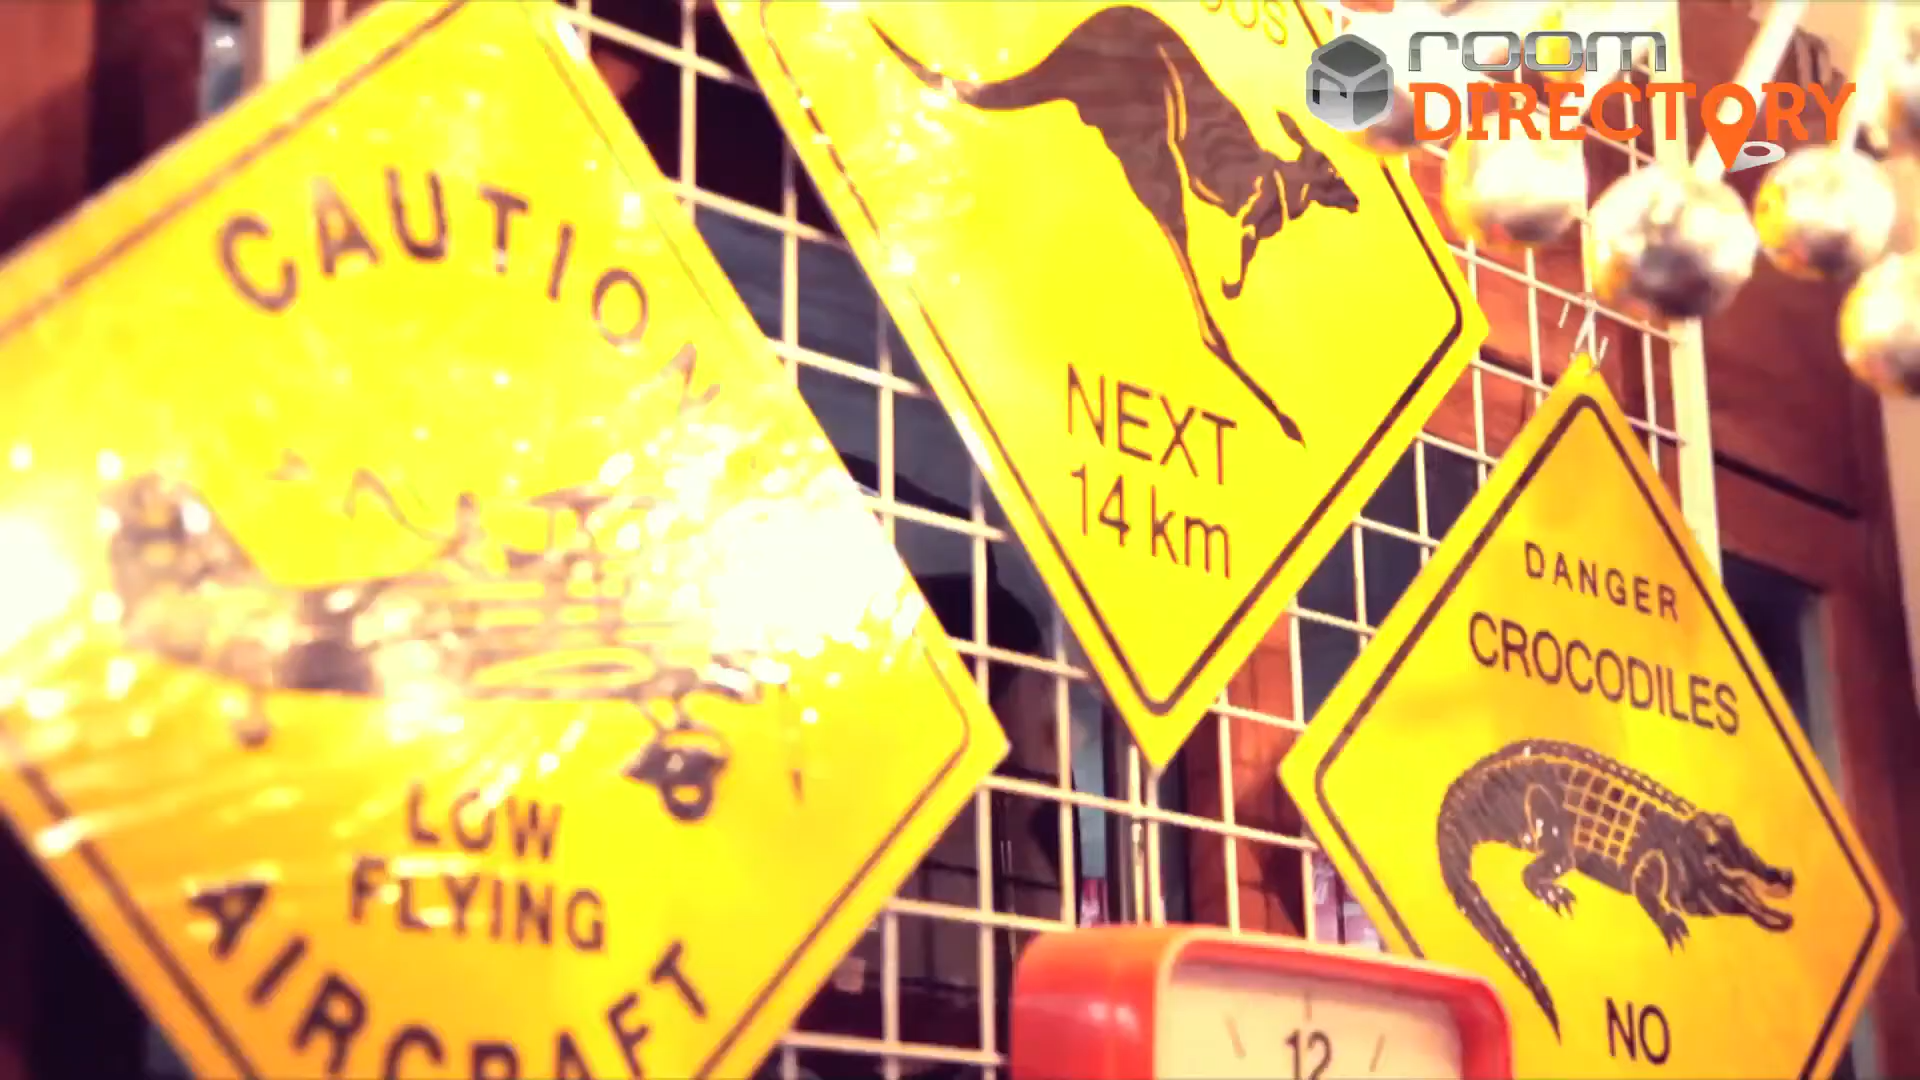 CAUTION
LOW
FLYING
AIRCRAFT
NEXT
14 km
DANGER
CROCODILES
NO
12
room
DIRECTORY